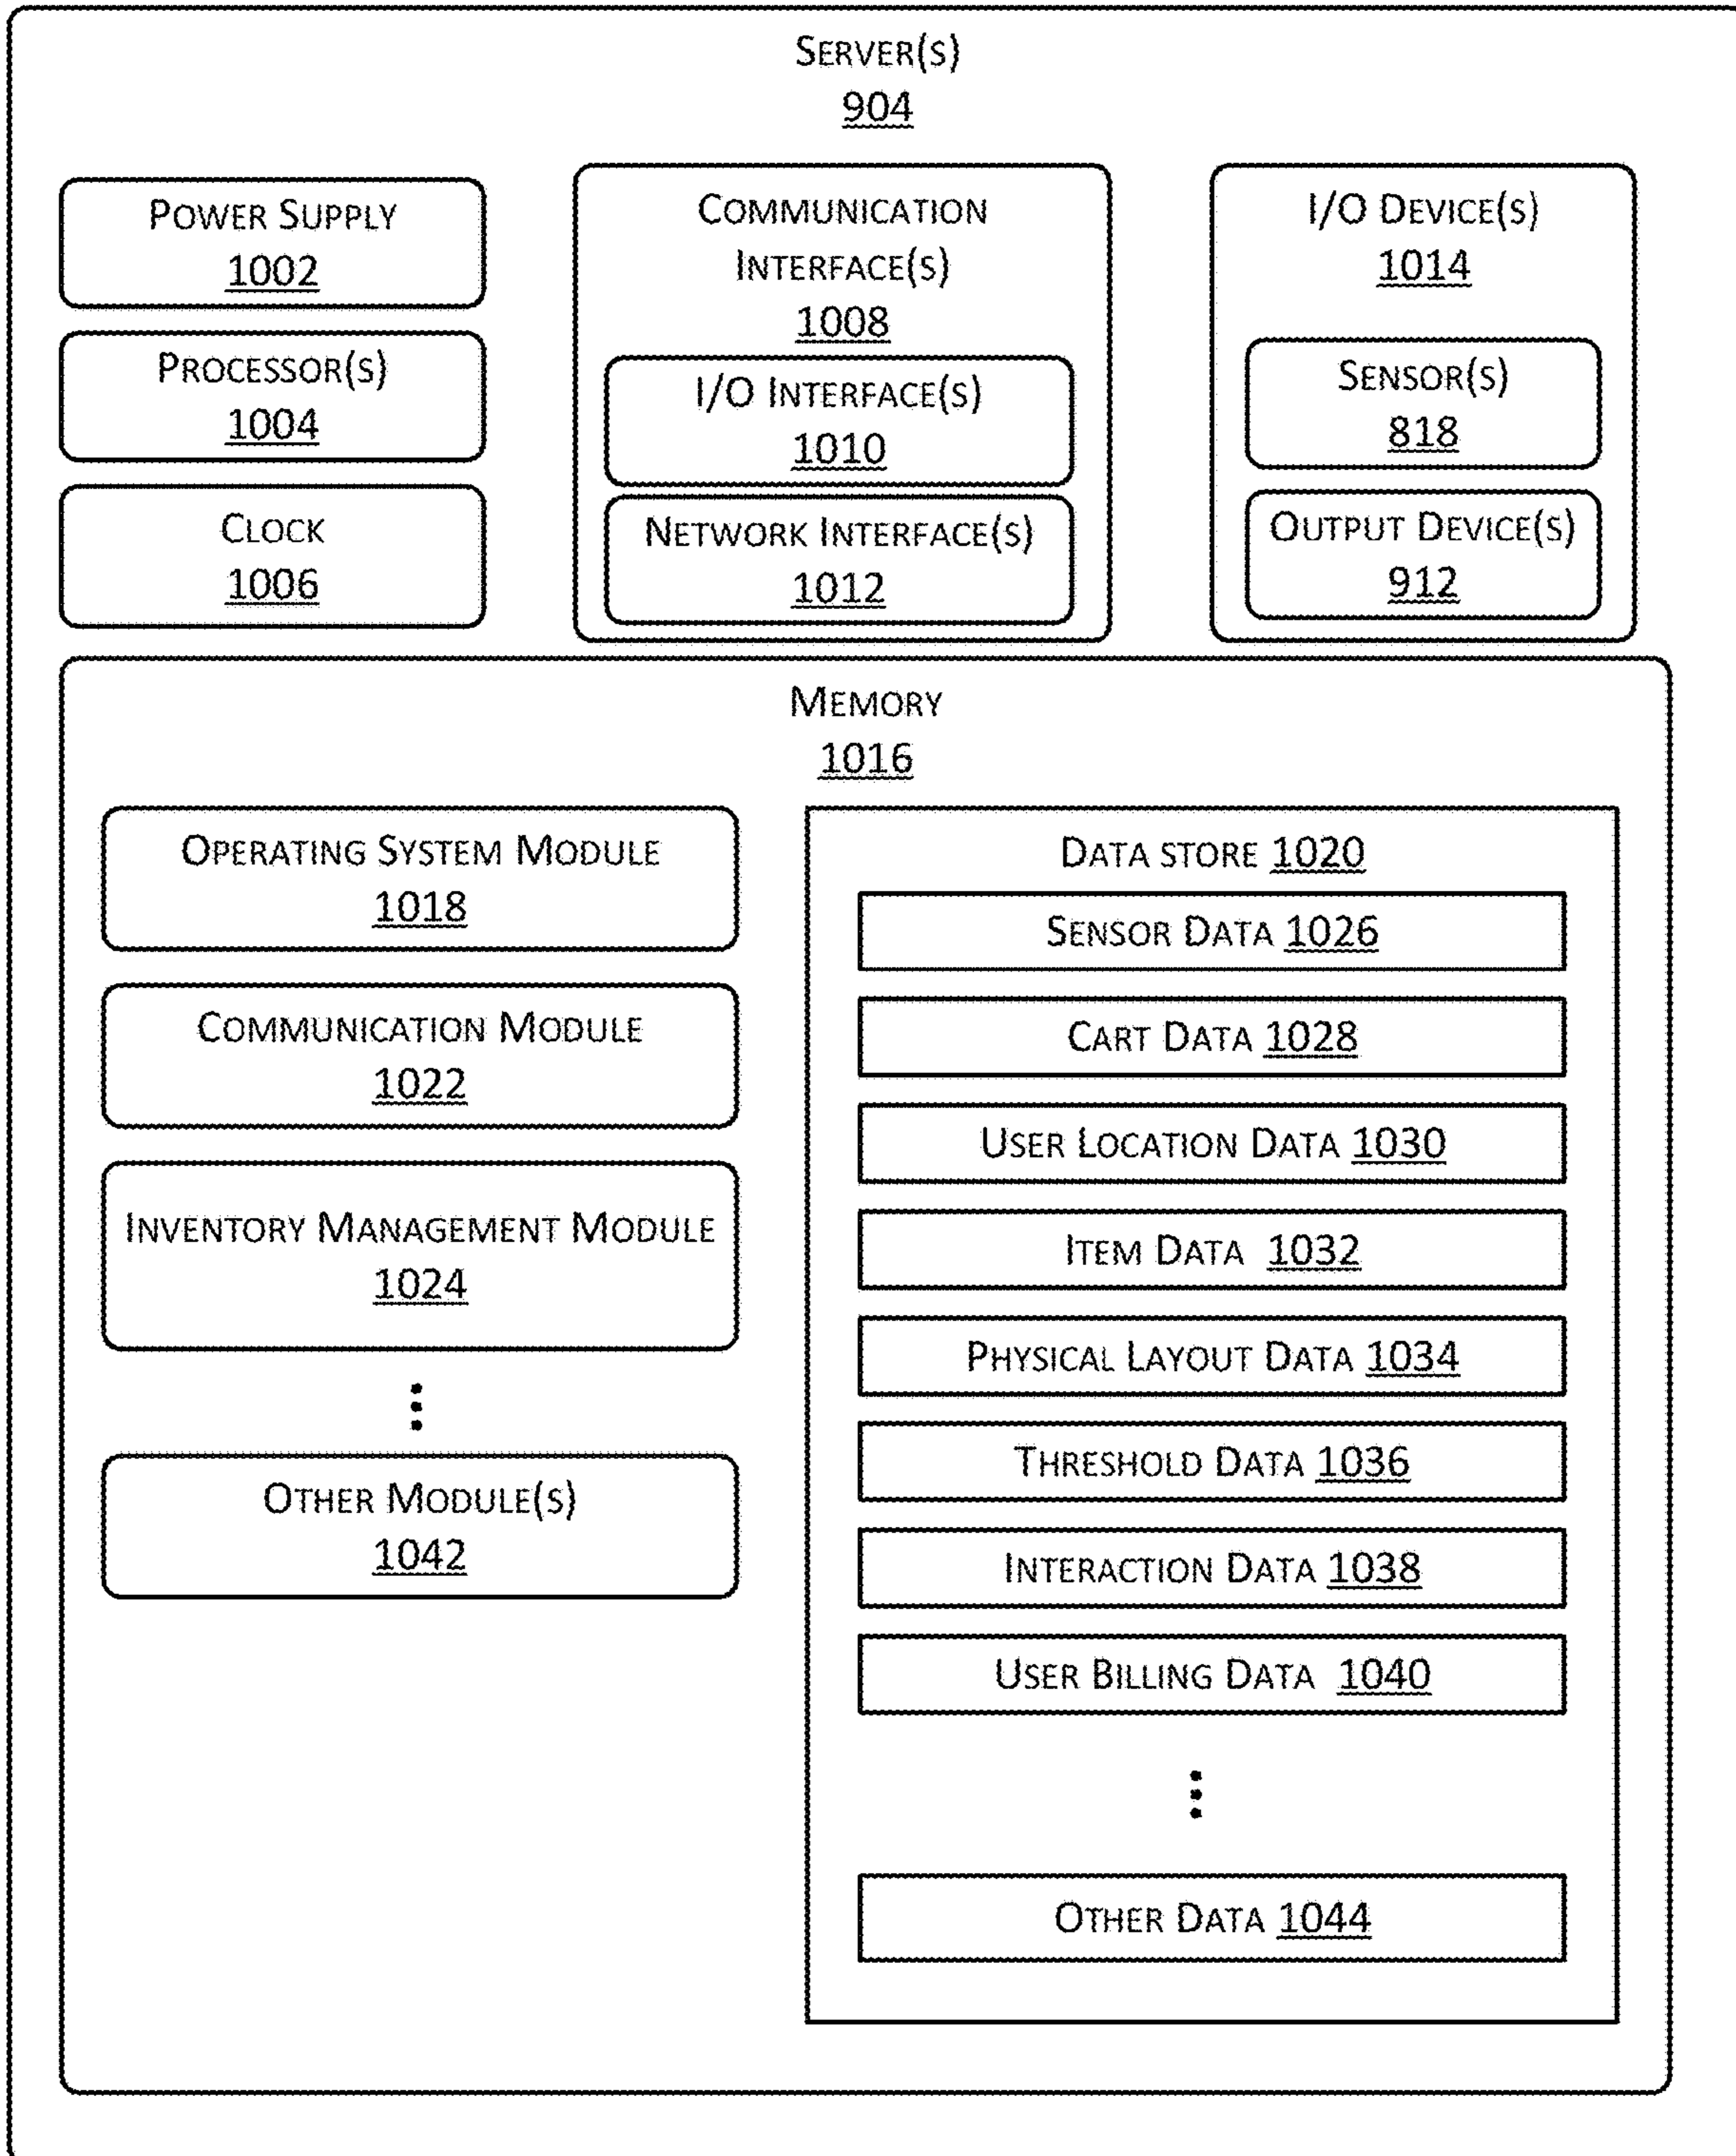 SERVER(S)
904
POWER SUPPLY
1002
PROCESSOR(S)
1004
CLOCK
1006
COMMUNICATION
INTERFACE(S)
1008
I/O INTERFACE(S)
1010
NETWORK INTERFACE(S)
1012
I/O DEVICE(S)
1014
SENSOR(S)
818
OUTPUT DEVICE(S)
912
MEMORY
1016
OPERATING SYSTEM MODULE
1018
COMMUNICATION MODULE
1022
INVENTORY MANAGEMENT MODULE
1024
OTHER MODULE(S)
1042
DATA STORE 1020
SENSOR DATA 1026
CART DATA 1028
USER LOCATION DATA 1030
ITEM DATA 1032
PHYSICAL LAYOUT DATA 1034
THRESHOLD DATA 1036
INTERACTION DATA 1038
USER BILLING DATA 1040
OTHER DATA 1044